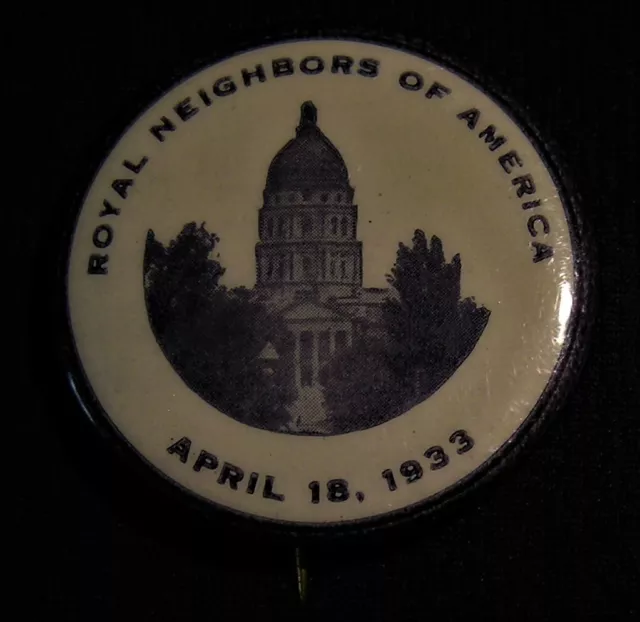 ROYAL NEIGHBORS OF AMERICA
APRIL 18, 1933